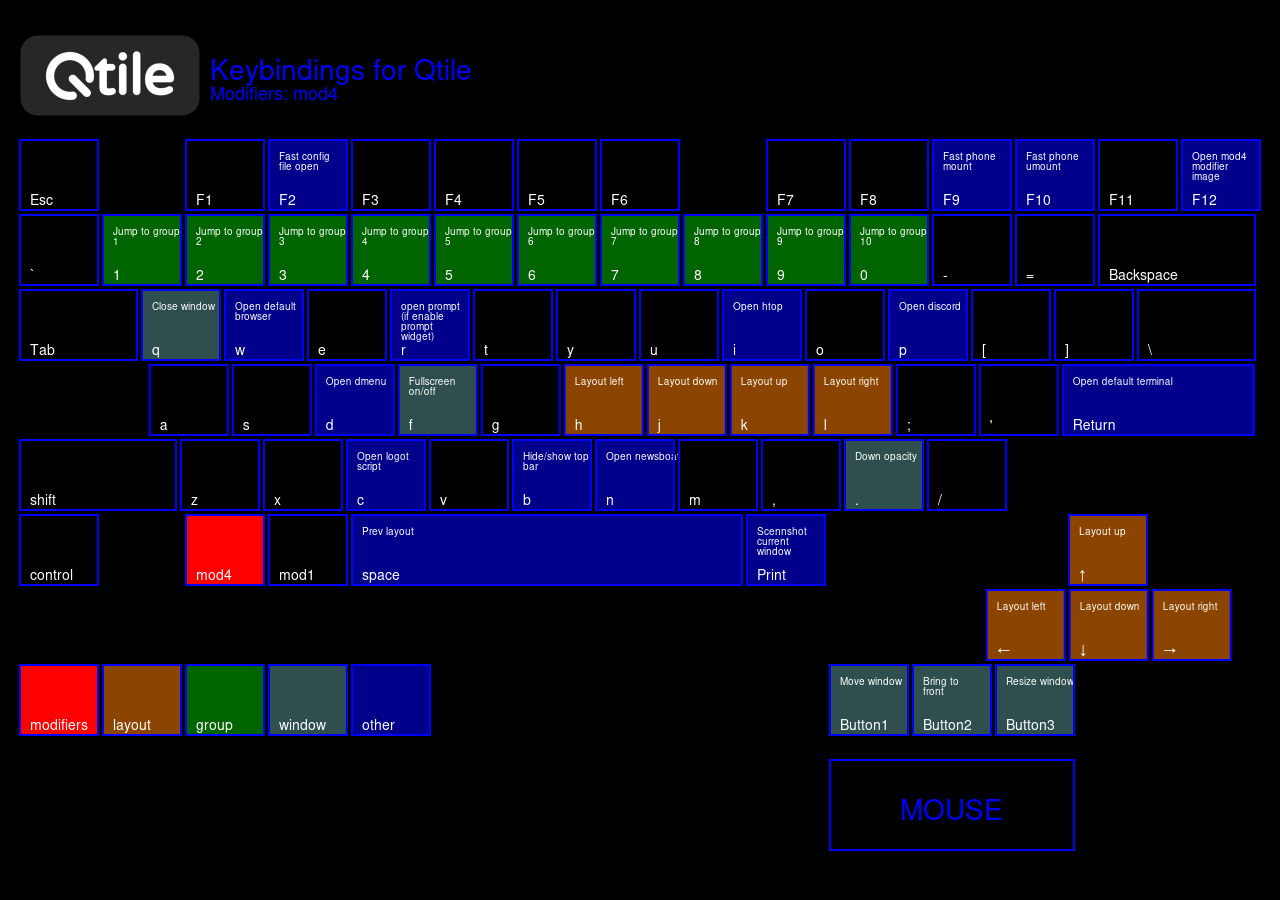 Qtile
Keybindings for Qtile
Modifiers: mod4
Esc
F1
Fast config
file open
F2
F3
F4
F5
F6
F7
F8
Fast phone
mount
F9
Fast phone
umount
F10
F11
Open mod4
modifier
image
F12
`
Jump to group
1
1
Jump to group
2
2
Jump to group
3
3
Jump to group
4
4
Jump to group
5
5
Jump to group
6
6
Jump to group
7
7
Jump to group
8
8
Jump to group
9
9
Jump to group
10
0
-
=
Backspace
Tab
Close window
q
Open default
browser
w
e
open prompt
(if enable
prompt
widget)
r
t
y
u
Open htop
i
o
Open discord
p
[
]
\
a
s
Open dmenu
d
Fullscreen
on/off
f
g
Layout left
h
Layout down
j
Layout up
k
Layout right
l
;
'
Open default terminal
Return
shift
z
x
Open logot
script
c
v
Hide/show top
bar
b
Open
n
m
,
Down opacity
.
/
control
mod4
mod1
Prev layout
space
Scennshot
current
window
Print
Layout up
↑
Layout left
←
Layout down
↓
Layout right
→
modifiers
layout
group
window
other
Move window
Button1
Bring to
front
Button2
Resize window
Button3
MOUSE